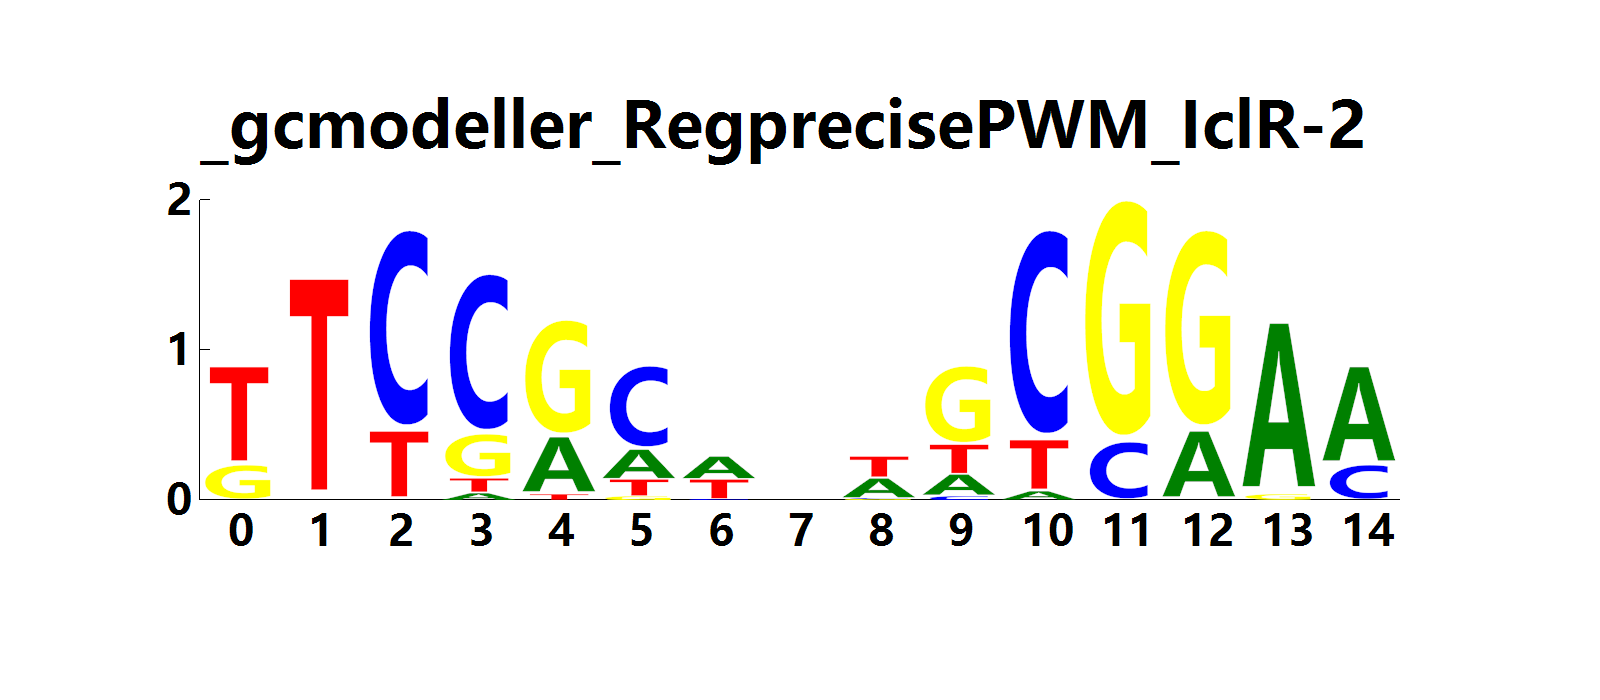 _gcmodeller_RegprecisePWM_IclR-2
2
1
0
T G
T
C T
C G T A
G A T
C A T G
A T
T A C
G T A C
C T A
G C
G A
A G
A C
0 1 2 3 4 5 6 7 8 9 10 11 12 13 14